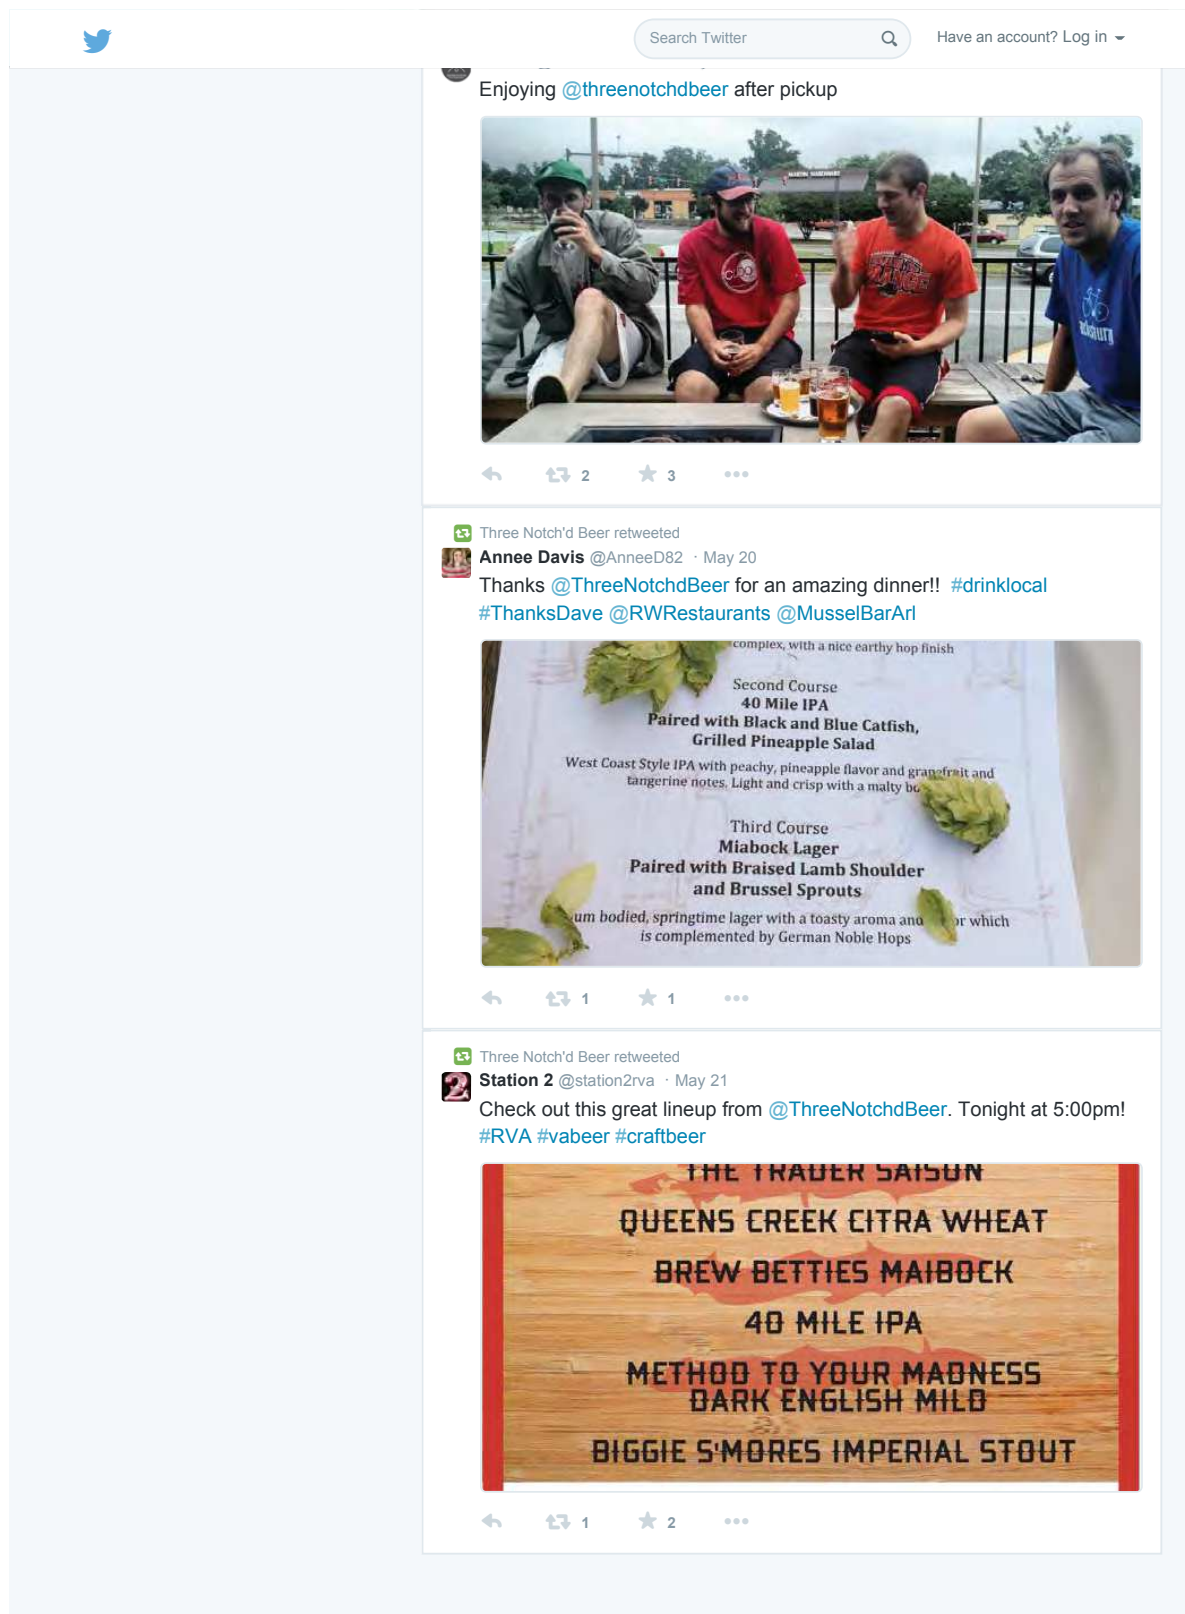 Search Twitter
Have an account? Log in
Enjoying @threenotchdbeer after pickup
MARTIN HARDWARE
2
3
Three Notch'd Beer retweeted
Annee Davis @AnneeD82 · May 20
Thanks @ThreeNotchdBeer for an amazing dinner!! #drinklocal
#ThanksDave @RWRestaurants @MusselBarArl
complex, with a nice earthy hop finish
Second Course
40 Mile IPA
Paired with Black and Blue Catfish,
Grilled Pineapple Salad
West Coast Style IPA with peachy, pineapple flavor and grapefruit and
tangerine notes. Light and crisp with a malty
Third Course
Miabock Lager
Paired with Braised Lamb Shoulder
and Brussel Sprouts
um bodied, springtime lager with a toasty aroma and or which
is complemented by German Noble Hops
1
1
Three Notch'd Beer retweeted
2
Station 2 @station2rva · May 21
Check out this great lineup from @ThreeNotchdBeer. Tonight at 5:00pm!
#RVA #vabeer #craftbeer
THE TRADER SAISON
QUEENS CREEK CITRA WHEAT
BREW BETTIES MAIBOCK
40 MILE IPA
METHOD TO YOUR MADNESS
DARK ENGLISH MILD
BIGGIE S'MORES IMPERIAL STOUT
1
2